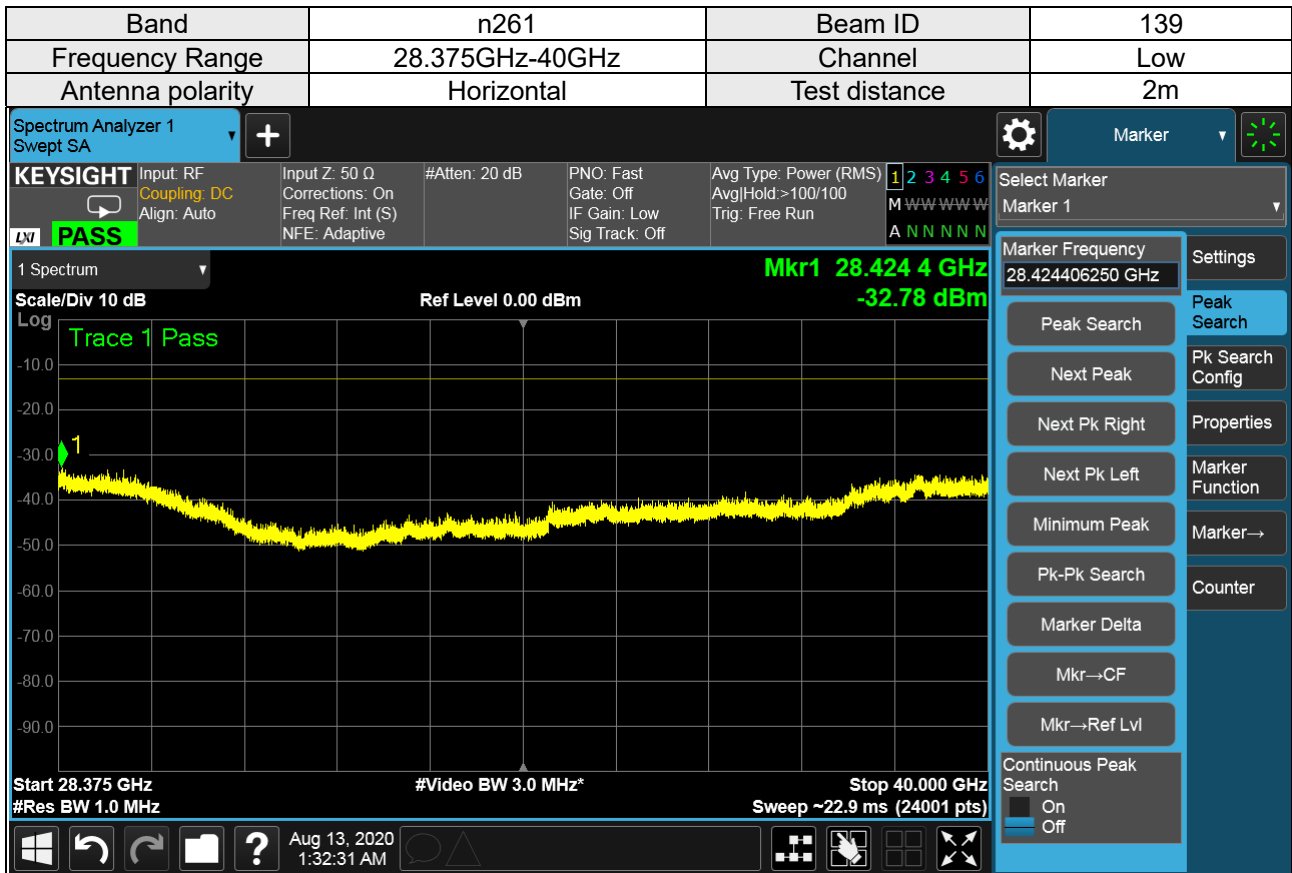 Band n261 Beam ID 139
Frequency Range 28.375GHz-40GHz Channel Low
Antenna polarity Horizontal Test distance 2m
Spectrum Analyzer 1
Swept SA
Marker
KEYSIGHT
LXI PASS
Input: RF
Coupling: DC
Align: Auto
Input Z: 50 Ω
Corrections: On
Freq Ref: Int (S)
NFE: Adaptive
#Atten: 20 dB
PNO: Fast
Gate: Off
IF Gain: Low
Sig Track: Off
Avg Type: Power (RMS)
Avg|Hold:>100/100
Trig: Free Run
1 2 3 4 5 6
M W W W W W
A N N N N N
Select Marker
Marker 1
1 Spectrum
Mkr1 28.424 4 GHz
-32.78 dBm
Scale/Div 10 dB
Ref Level 0.00 dBm
Log
Trace 1 Pass
-10.0
-20.0
1
-30.0
-40.0
-50.0
-60.0
-70.0
-80.0
-90.0
Start 28.375 GHz
#Video BW 3.0 MHz*
Stop 40.000 GHz
#Res BW 1.0 MHz
Sweep ~22.9 ms (24001 pts)
Marker Frequency
28.424406250 GHz
Peak Search
Next Peak
Next Pk Right
Next Pk Left
Minimum Peak
Pk-Pk Search
Marker Delta
Mkr→CF
Mkr→Ref Lvl
Continuous Peak
Search
On
Off
Settings
Peak
Search
Pk Search
Config
Properties
Marker
Function
Marker→
Counter
?
Aug 13, 2020
1:32:31 AM